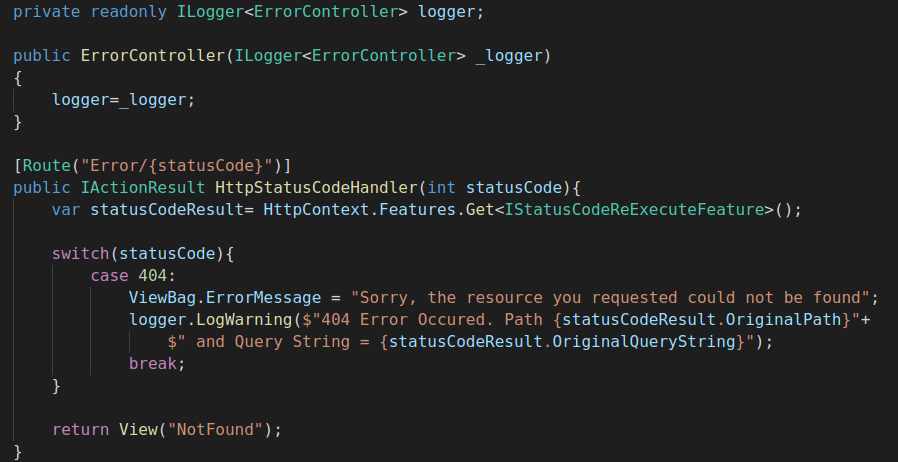 private readonly ILogger<ErrorController> logger;
public ErrorController(ILogger<ErrorController> _logger)
{
logger=_logger;
}
[Route("Error/{statusCode}")]
public IActionResult HttpStatusCodeHandler(int statusCode){
var statusCodeResult= HttpContext.Features.Get<IStatusCodeReExecuteFeature>();
switch(statusCode){
case 404:
ViewBag.ErrorMessage = "Sorry, the resource you requested could not be found";
logger.LogWarning($"404 Error Occured. Path {statusCodeResult.OriginalPath}"+
$" and Query String = {statusCodeResult.OriginalQueryString}");
break;
}
return View("NotFound");
}